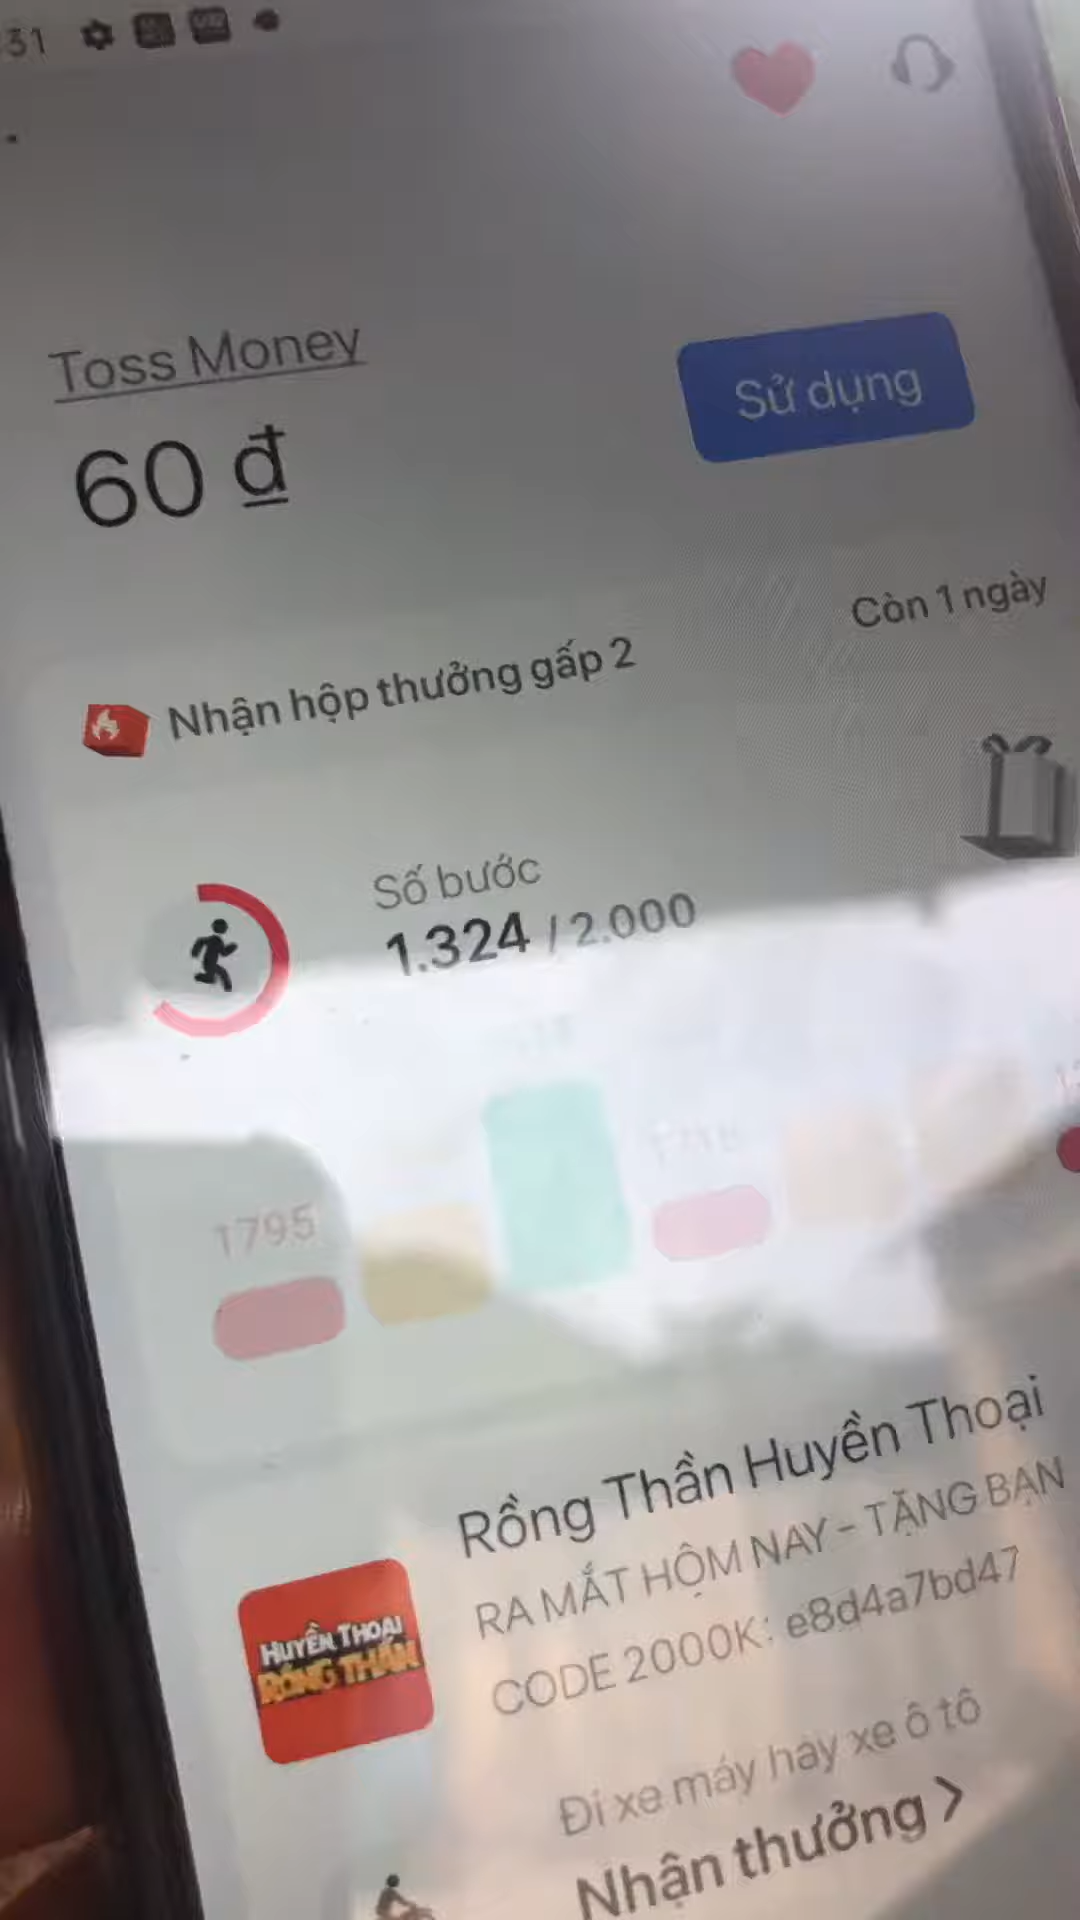 31
Toss Money
Sử dụng
60 đ
Còn 1 ngày
Nhận hộp thưởng gấp 2
Số bước
1.324 / 2.000
1795
Rồng Thần Huyền Thoại
RA MẮT HÔM NAY - TẶNG BẠN
CODE 2000K: e8d4a7bd47
HUYỀN THOẠI
RỒNG THẦN
Đi xe máy hay xe ô tô
Nhận thưởng >